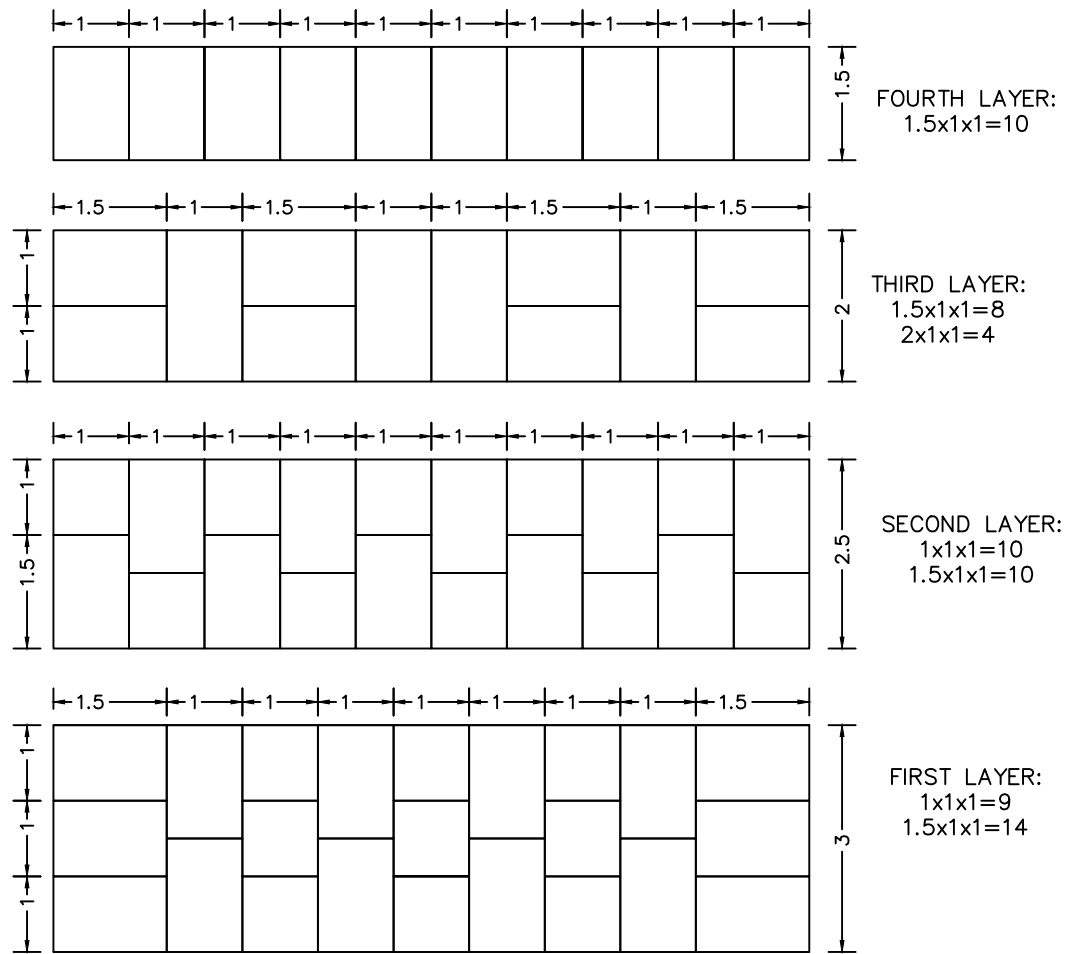 1 1 1 1 1 1 1 1 1 1
1.5
FOURTH LAYER:
1.5x1x1=10
1.5 1 1.5 1 1 1.5 1 1.5
1
1
2
THIRD LAYER:
1.5x1x1=8
2x1x1=4
1 1 1 1 1 1 1 1 1 1
1
1.5
2.5
SECOND LAYER:
1x1x1=10
1.5x1x1=10
1.5 1 1 1 1 1 1 1 1.5
1
1
1
3
FIRST LAYER:
1x1x1=9
1.5x1x1=14